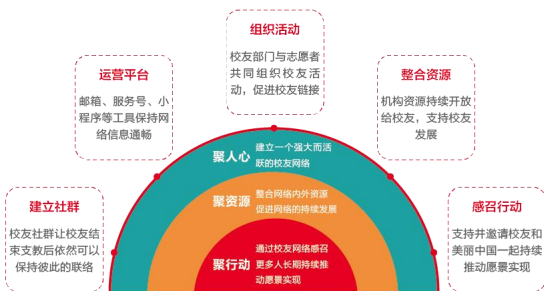 组织活动
校友部门与志愿者
共同组织校友活
动，促进校友链接
运营平台
邮箱、服务号、小
程序等工具保持网
络信息通畅
整合资源
机构资源持续开放
给校友，支持校友
发展
建立社群
校友社群让校友结
束支教后依然可以
保持彼此的联络
感召行动
支持并邀请校友和
美丽中国一起持续
推动愿景实现
聚人心
建立一个强大而活
跃的校友网络
聚资源
整合网络内外资源
促进网络的持续发展
聚行动
通过校友网络感召
更多人长期持续推
动愿景实现